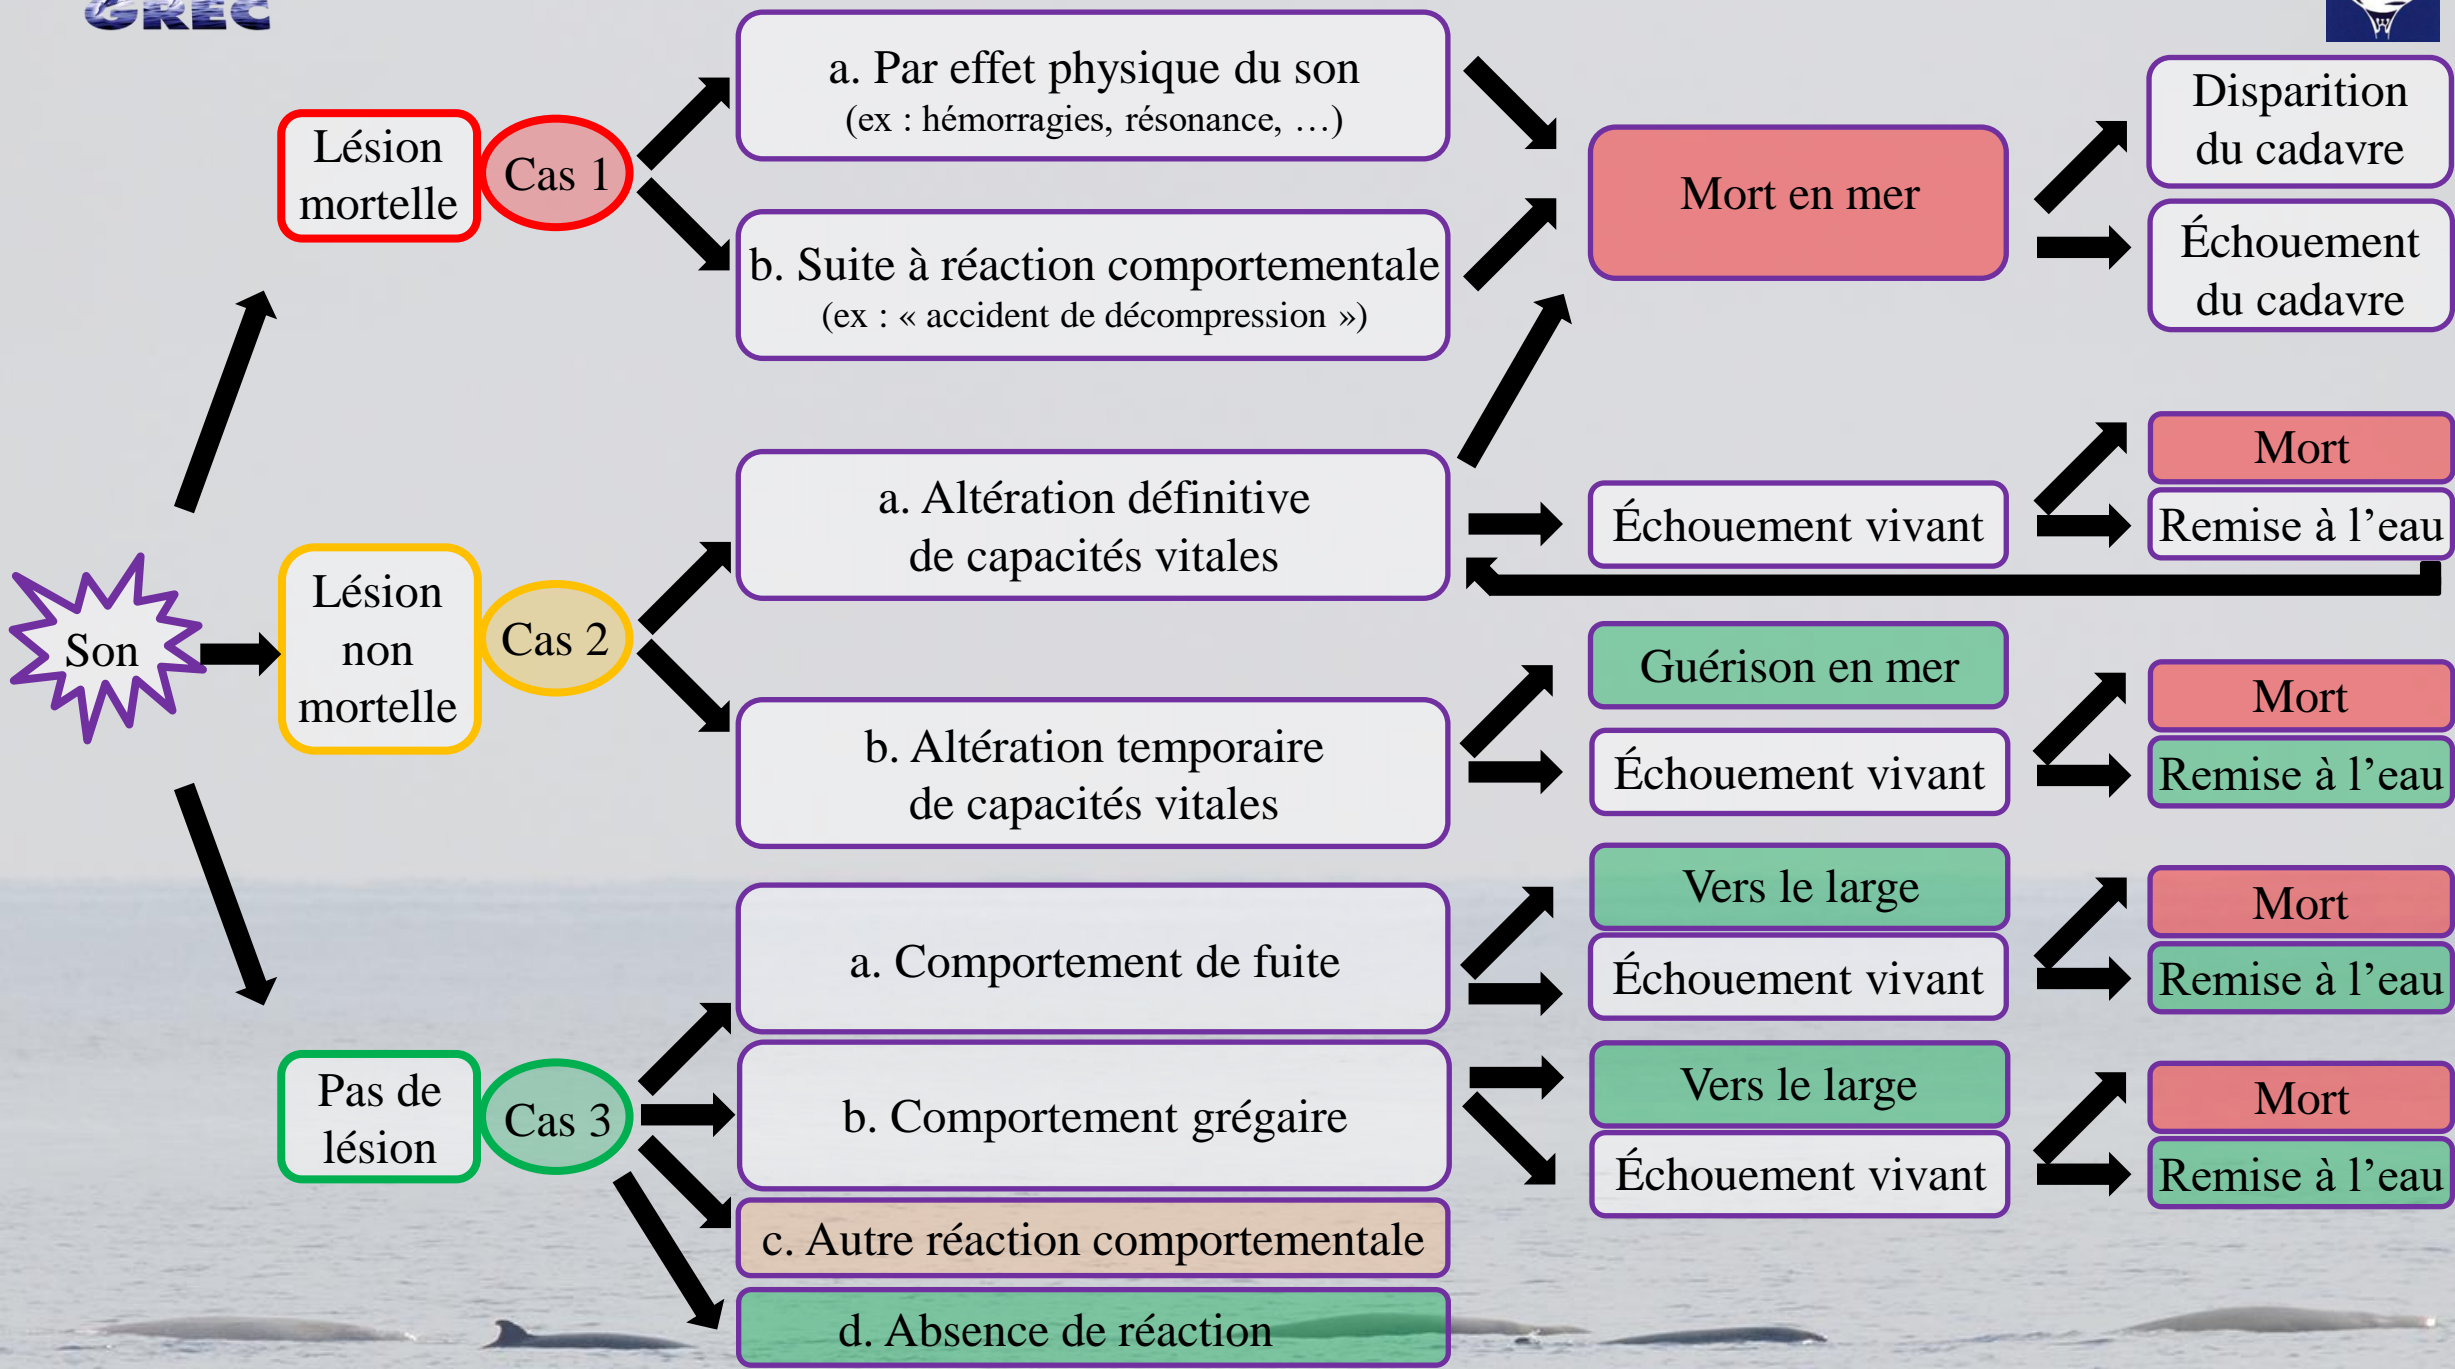 GREC
Son
Lésion
mortelle
Cas 1
a. Par effet physique du son
(ex : hémorragies, résonance, …)
b. Suite à réaction comportementale
(ex : « accident de décompression »)
Mort en mer
Disparition
du cadavre
Échouement
du cadavre
Lésion
non
mortelle
Cas 2
a. Altération définitive
de capacités vitales
Échouement vivant
Mort
Remise à l’eau
b. Altération temporaire
de capacités vitales
Guérison en mer
Échouement vivant
Mort
Remise à l’eau
Pas de
lésion
Cas 3
a. Comportement de fuite
Vers le large
Échouement vivant
Mort
Remise à l’eau
b. Comportement grégaire
Vers le large
Échouement vivant
Mort
Remise à l’eau
c. Autre réaction comportementale
d. Absence de réaction